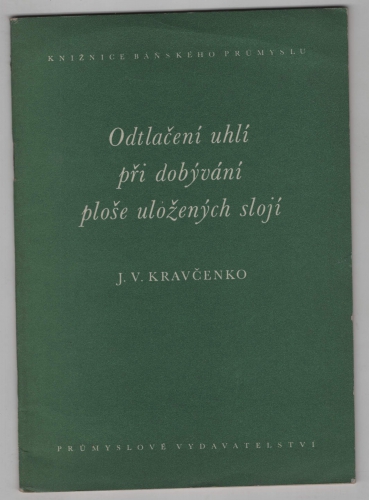 KNIŽNICE BÁŇSKÉHO PRŮMYSLU
Odtlačení uhlí
při dobývání
ploše uložených slojí
J. V. KRAVČENKO
PRŮMYSLOVÉ VYDAVATELSTVÍ